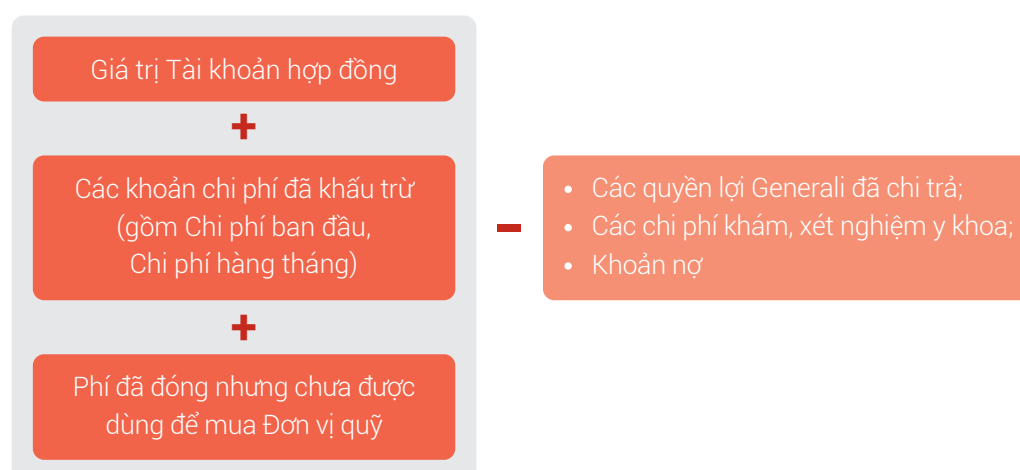 Giá trị Tài khoản hợp đồng
+
Các khoản chi phí đã khấu trừ
(gồm Chi phí ban đầu,
Chi phí hàng tháng)
+
Phí đã đóng nhưng chưa được
dùng để mua Đơn vị quỹ
–
• Các quyền lợi Generali đã chi trả;
• Các chi phí khám, xét nghiệm y khoa;
• Khoản nợ